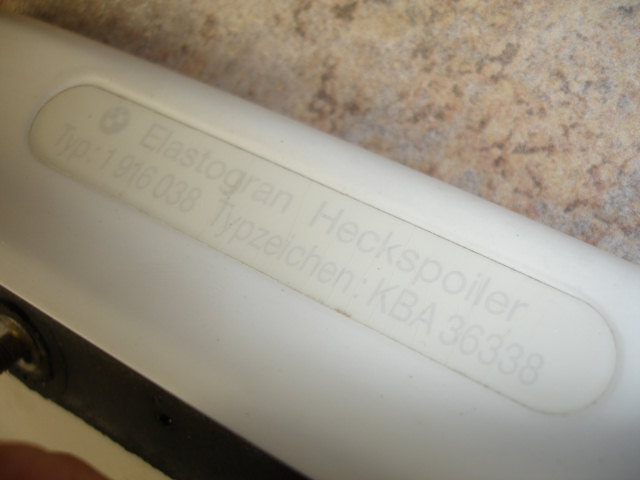 Elastogran Heckspoiler
Typ: 1 916 038 Typzeichen: KBA 36338